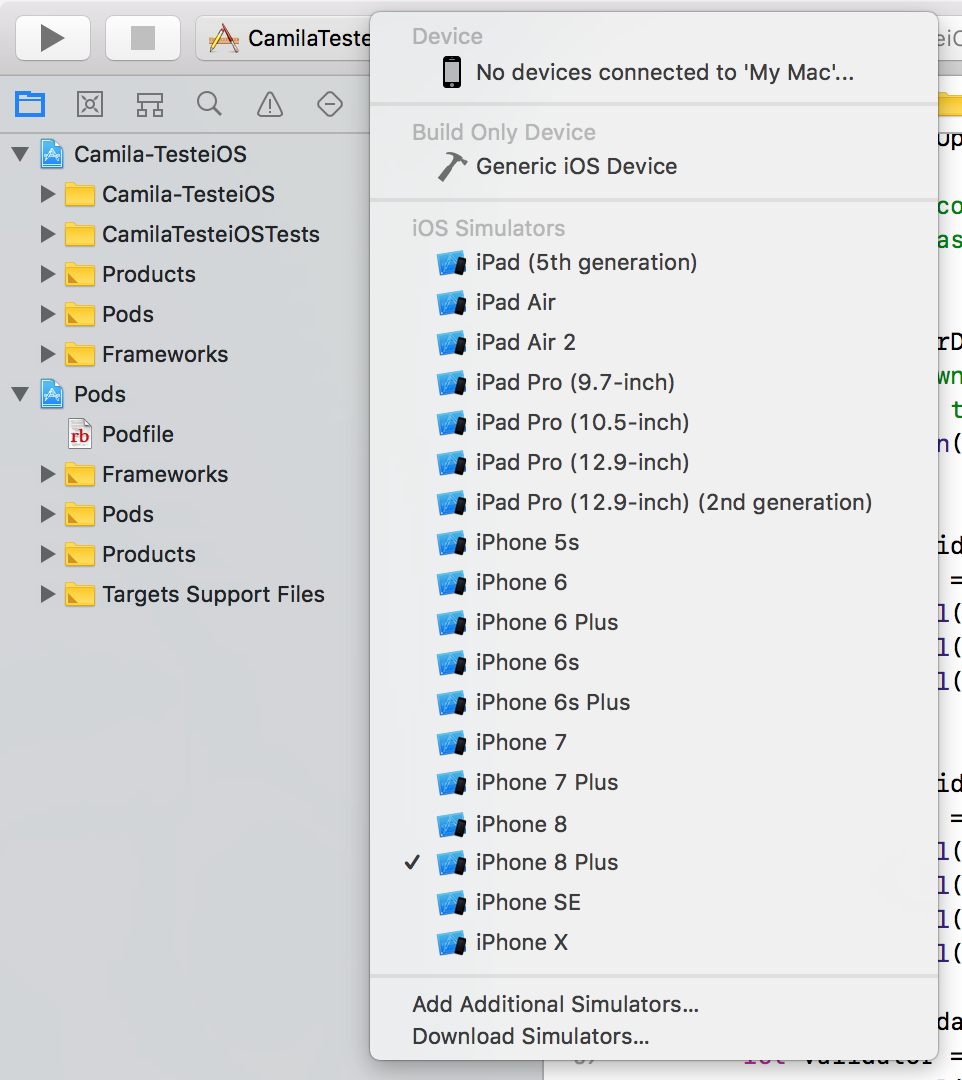 CamilaTeste
Device
No devices connected to 'My Mac'...
Build Only Device
Generic iOS Device
iOS Simulators
iPad (5th generation)
iPad Air
iPad Air 2
iPad Pro (9.7-inch)
iPad Pro (10.5-inch)
iPad Pro (12.9-inch)
iPad Pro (12.9-inch) (2nd generation)
iPhone 5s
iPhone 6
iPhone 6 Plus
iPhone 6s
iPhone 6s Plus
iPhone 7
iPhone 7 Plus
iPhone 8
✓ iPhone 8 Plus
iPhone SE
iPhone X
Add Additional Simulators...
Download Simulators...
Camila-TesteiOS
Camila-TesteiOS
CamilaTesteiOSTests
Products
Pods
Frameworks
Pods
rb Podfile
Frameworks
Pods
Products
Targets Support Files